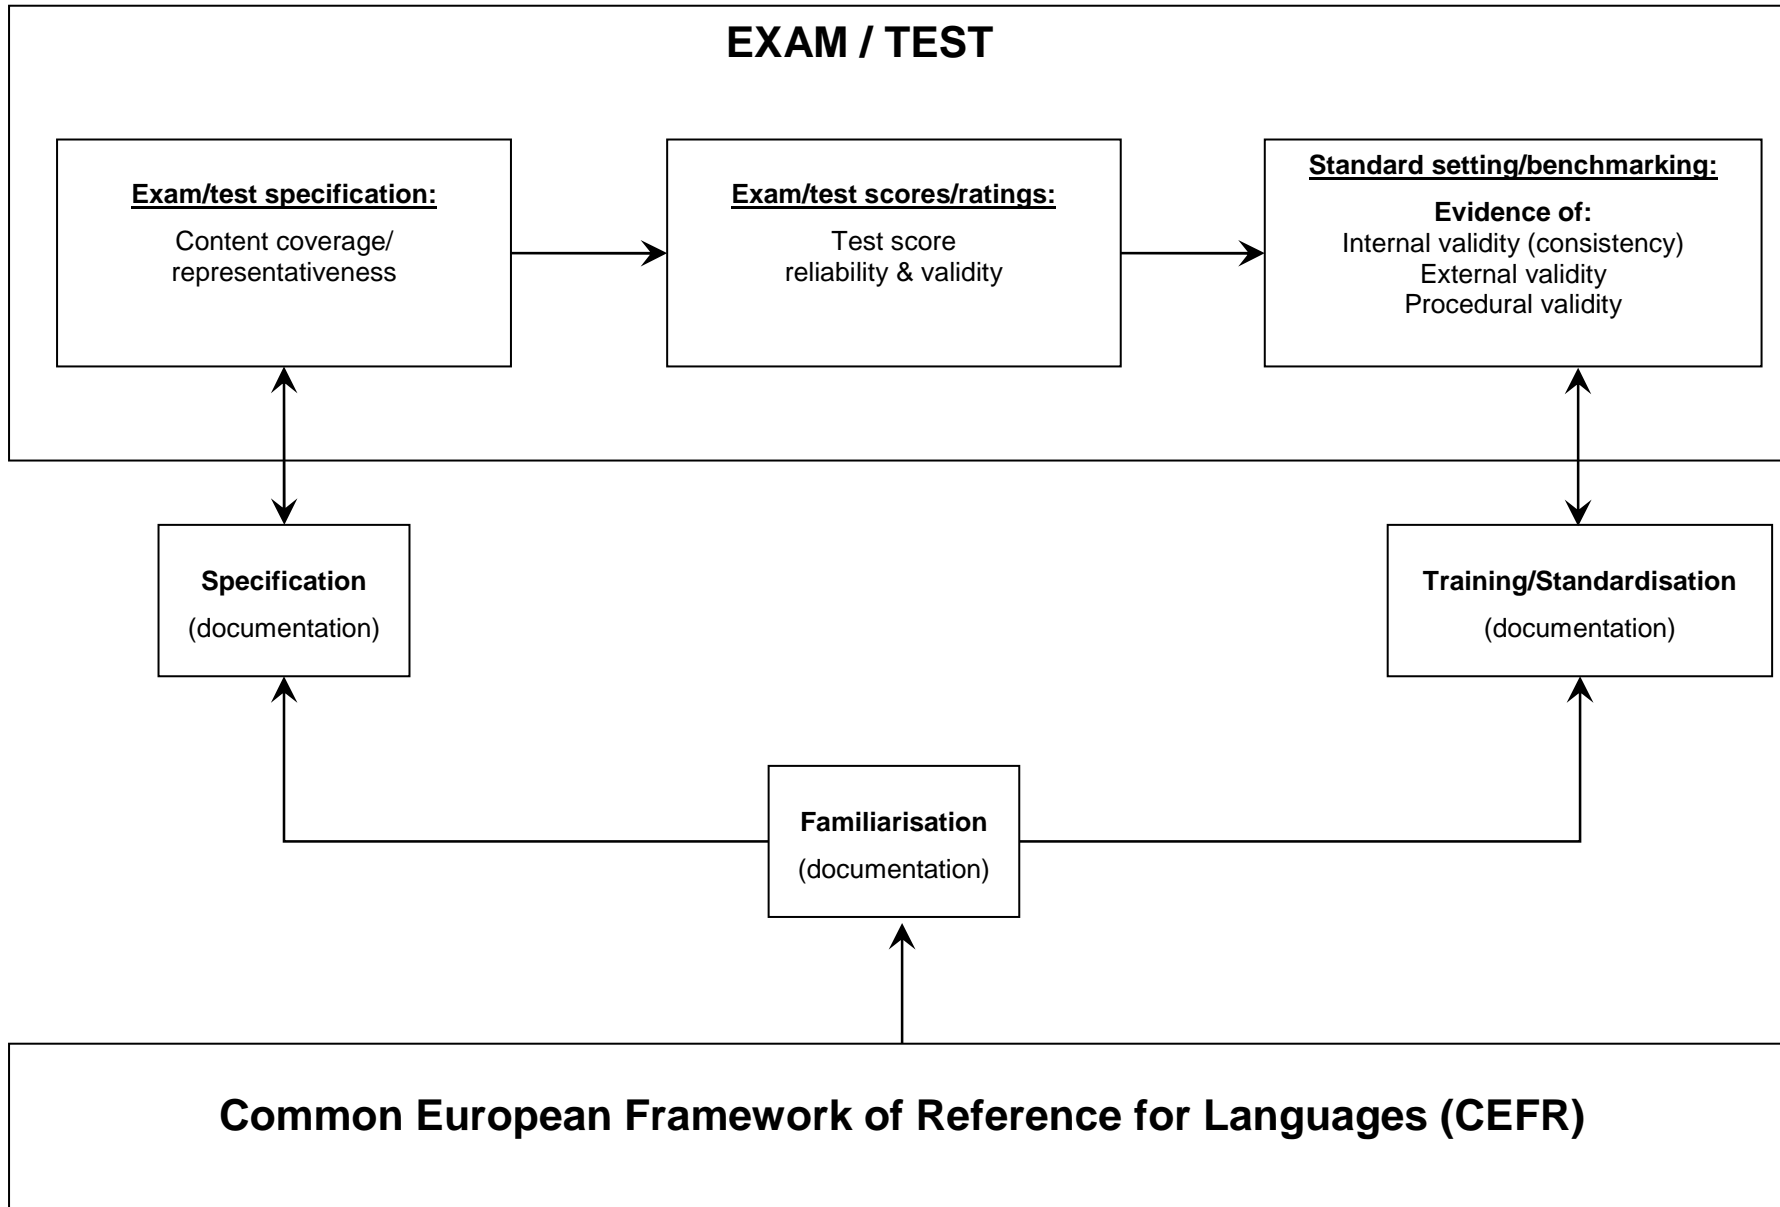 EXAM / TEST
Exam/test specification:
Content coverage/
representativeness
Exam/test scores/ratings:
Test score
reliability & validity
Standard setting/benchmarking:
Evidence of:
Internal validity (consistency)
External validity
Procedural validity
Specification
(documentation)
Training/Standardisation
(documentation)
Familiarisation
(documentation)
Common European Framework of Reference for Languages (CEFR)